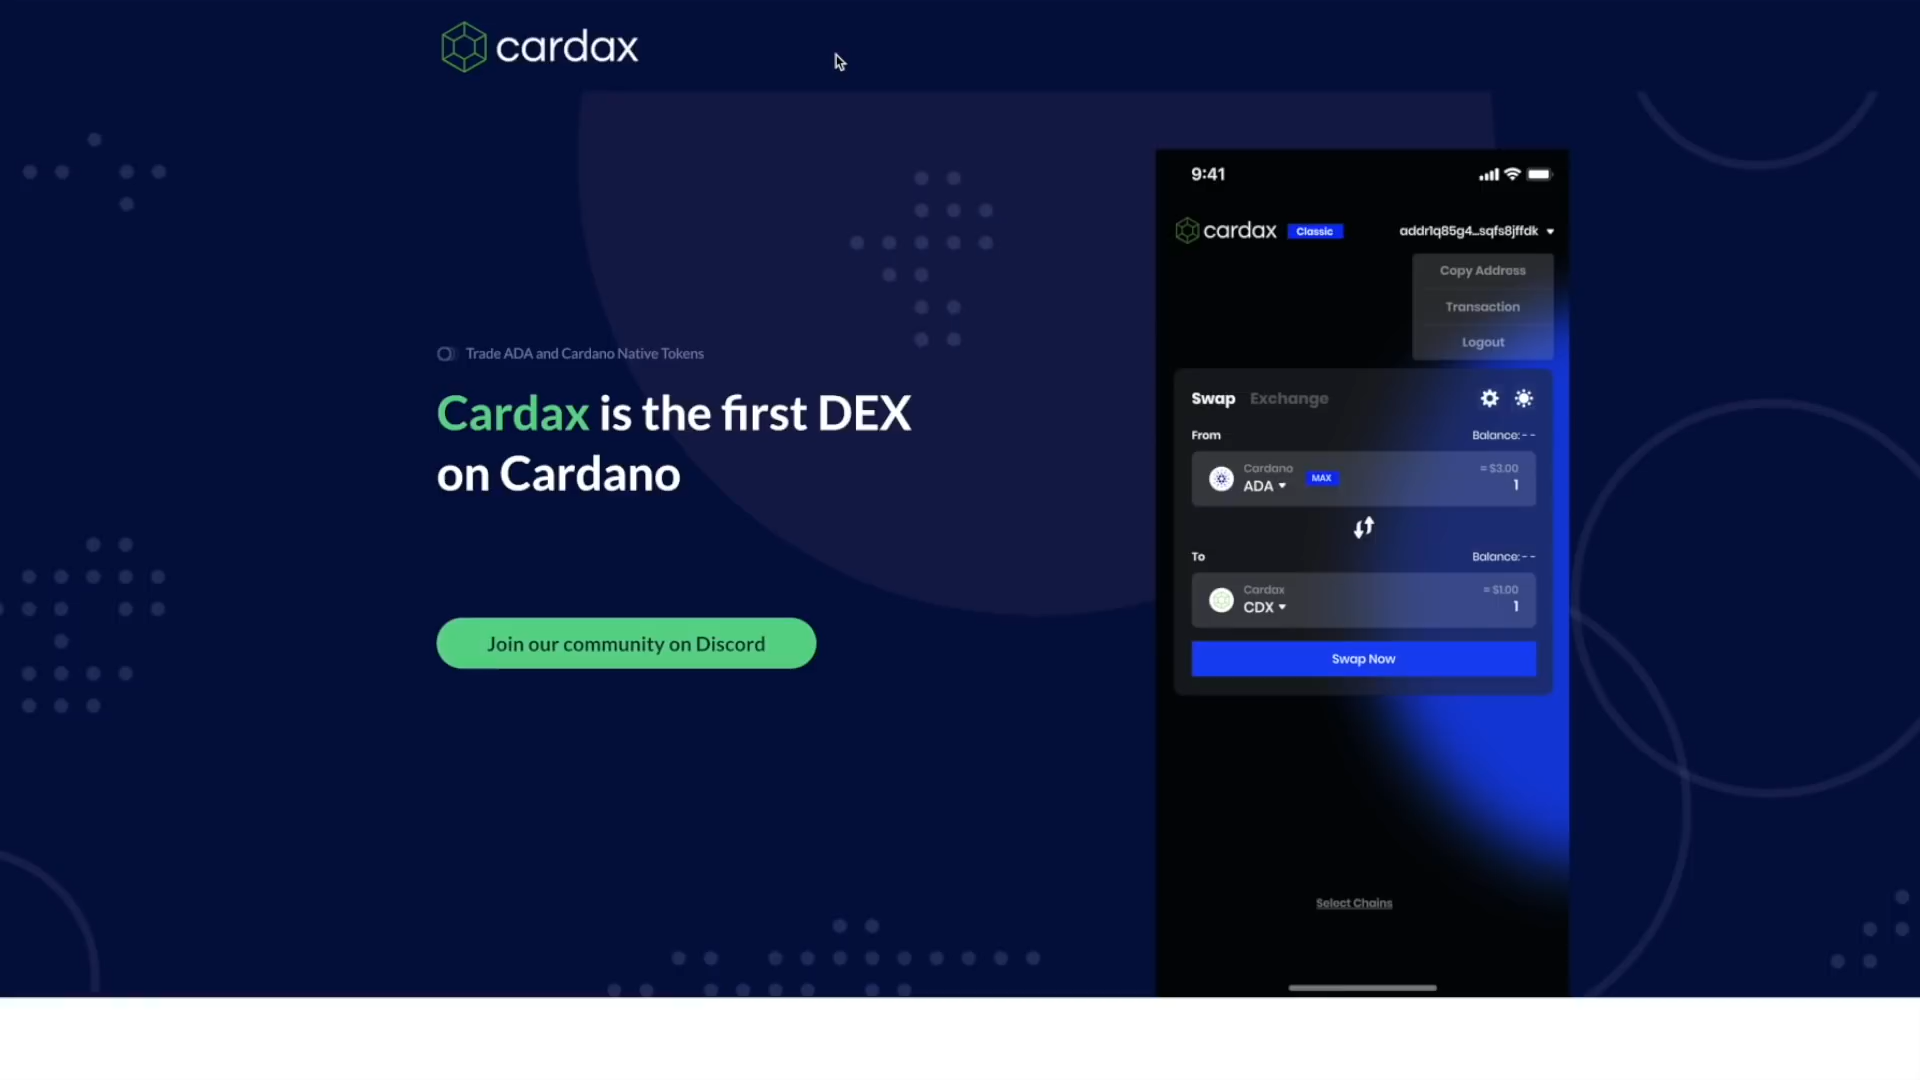 cardax
Trade ADA and Cardano Native Tokens
Cardax is the first DEX
on Cardano
Join our community on Discord
9:41
cardax Classic addr1q85g4...sqfs8jffdk
Copy Address
Transaction
Logout
Swap Exchange
From Balance:- -
Cardano ≈ $3.00
ADA MAX 1
To Balance:- -
Cardax ≈ $1.00
CDX 1
Swap Now
Select Chains